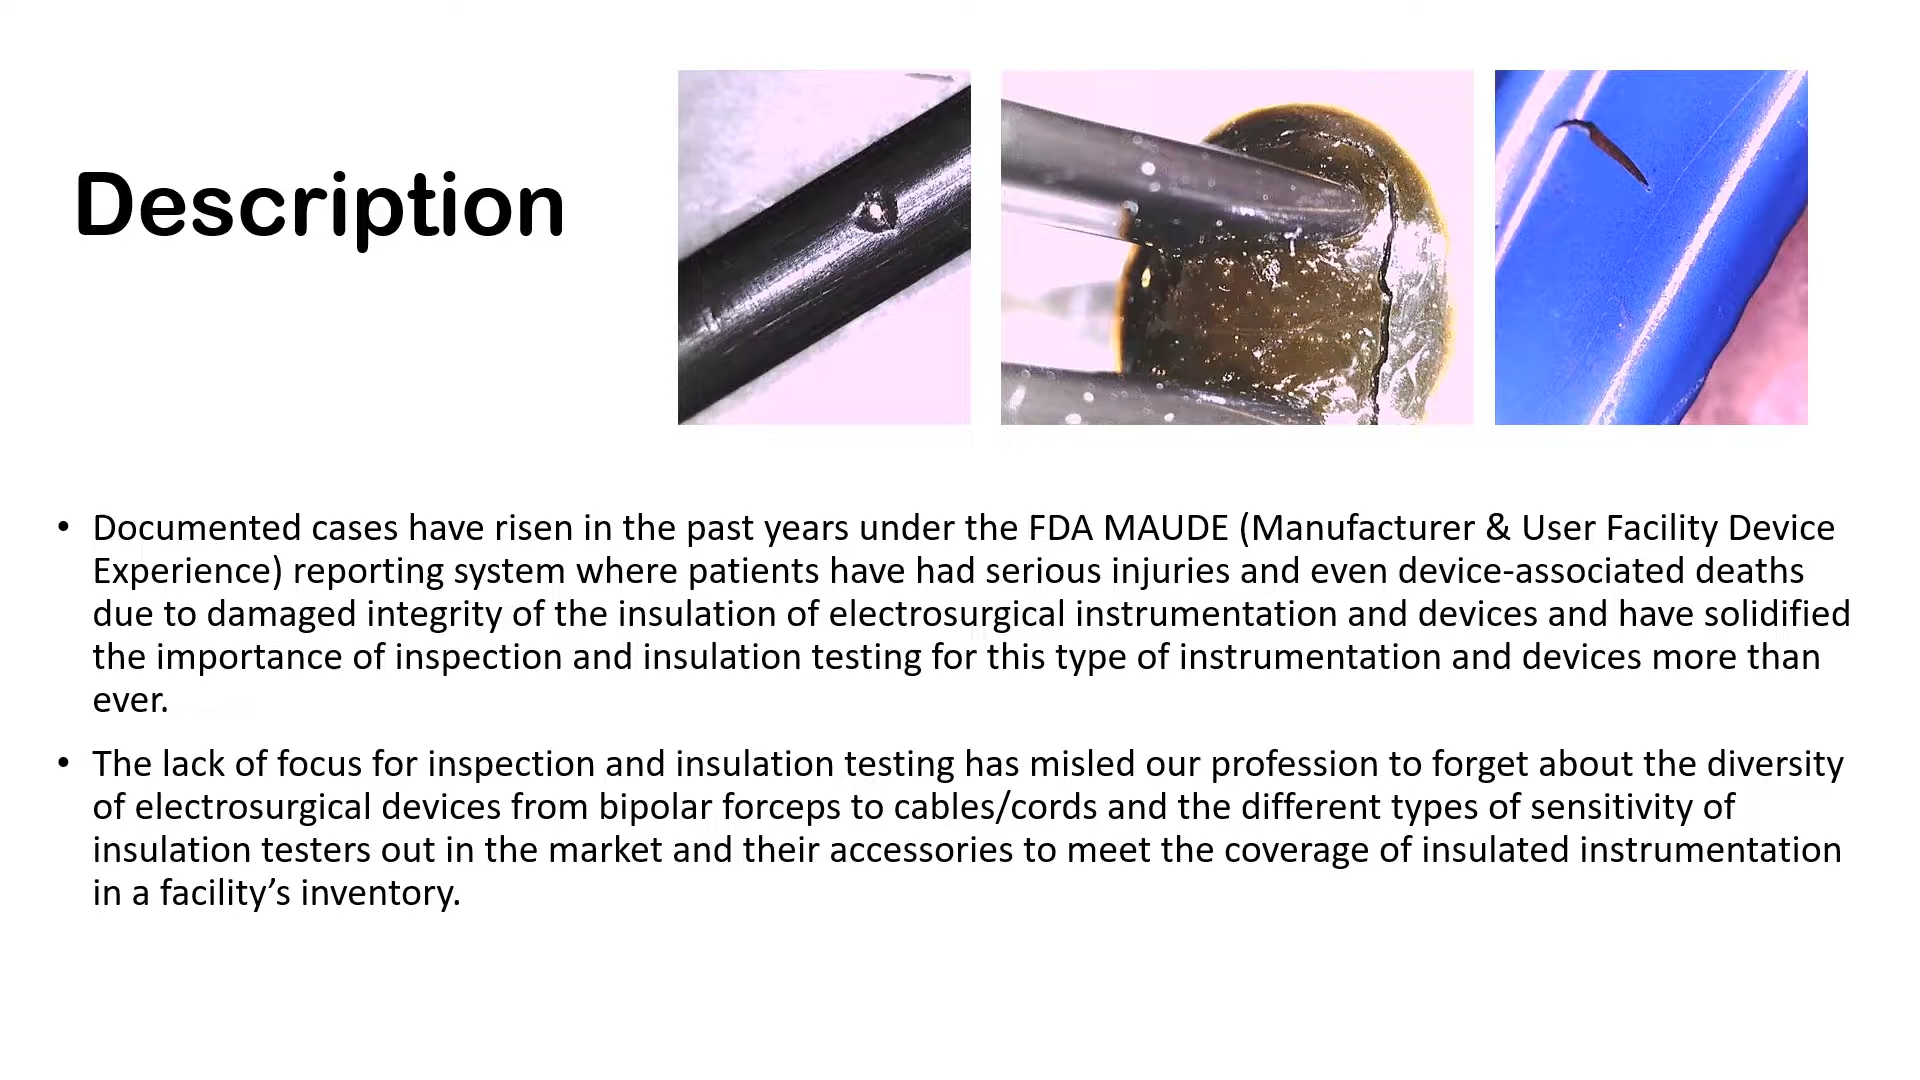 Description
• Documented cases have risen in the past years under the FDA MAUDE (Manufacturer & User Facility Device
Experience) reporting system where patients have had serious injuries and even device-associated deaths
due to damaged integrity of the insulation of electrosurgical instrumentation and devices and have solidified
the importance of inspection and insulation testing for this type of instrumentation and devices more than
ever.
• The lack of focus for inspection and insulation testing has misled our profession to forget about the diversity
of electrosurgical devices from bipolar forceps to cables/cords and the different types of sensitivity of
insulation testers out in the market and their accessories to meet the coverage of insulated instrumentation
in a facility’s inventory.